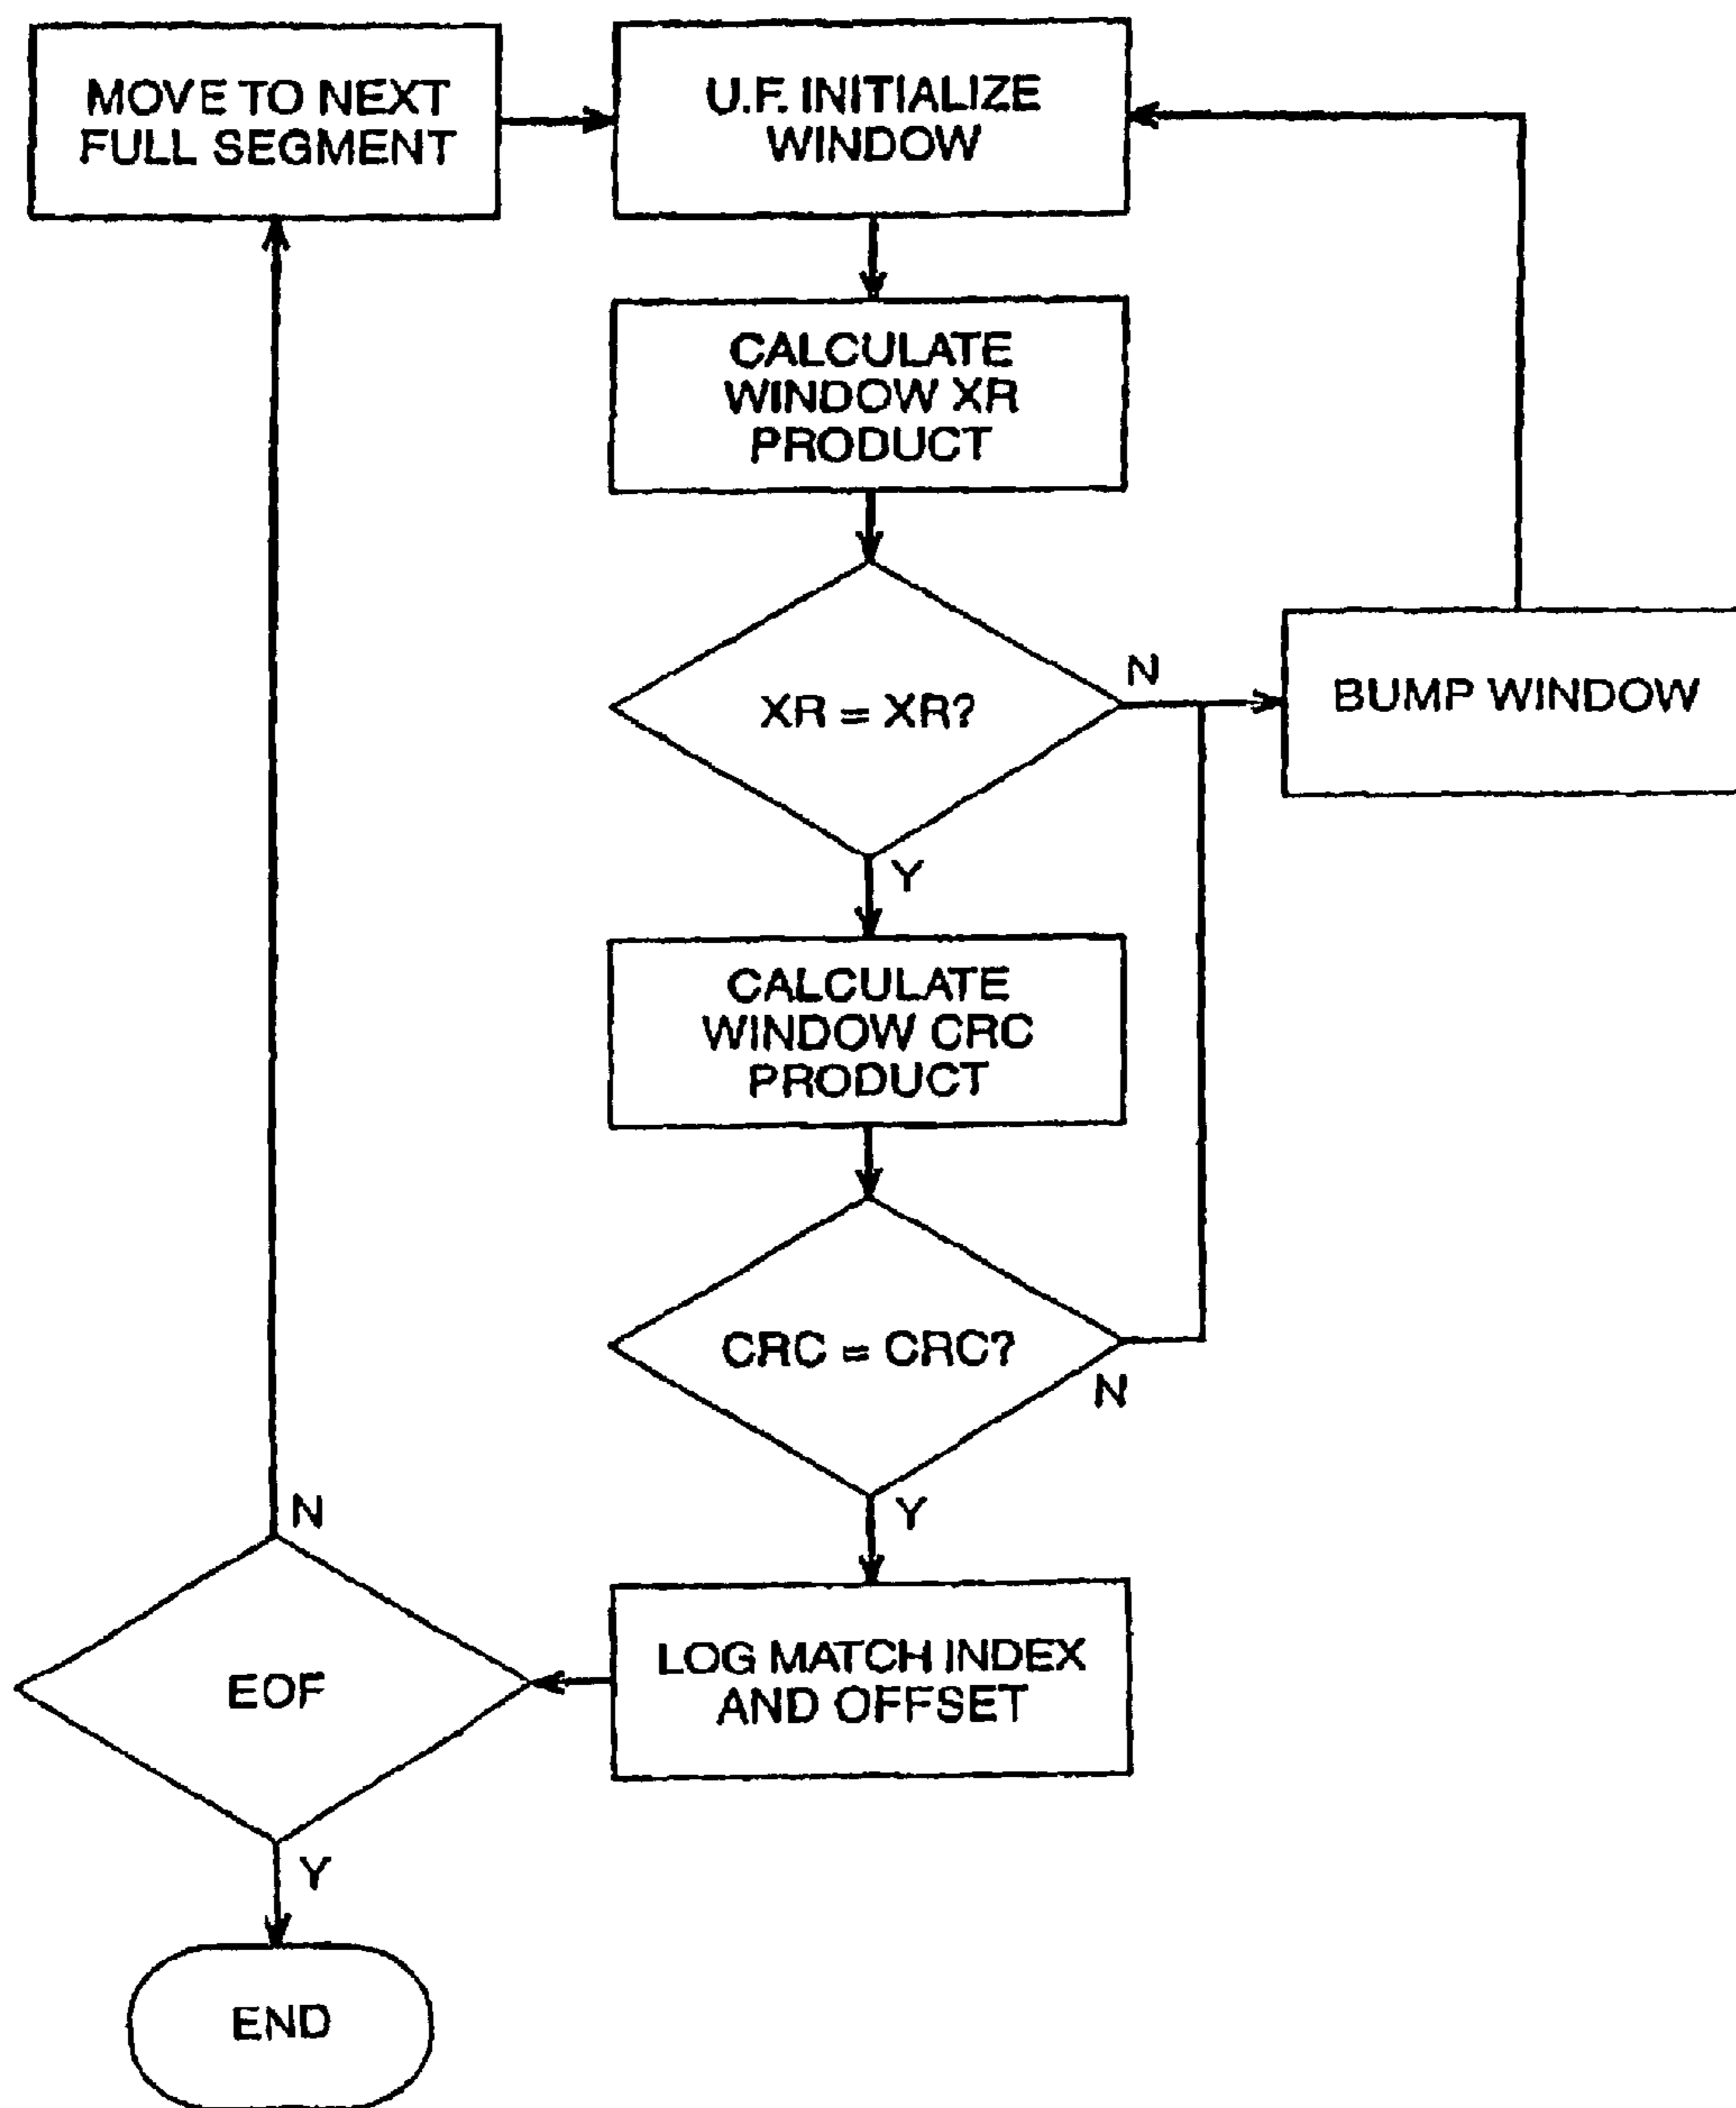 MOVE TO NEXT
FULL SEGMENT
U.F. INITIALIZE
WINDOW
CALCULATE
WINDOW XR
PRODUCT
XR = XR?
N
BUMP WINDOW
Y
CALCULATE
WINDOW CRC
PRODUCT
CRC = CRC?
N
Y
LOG MATCH INDEX
AND OFFSET
N
EOF
Y
END